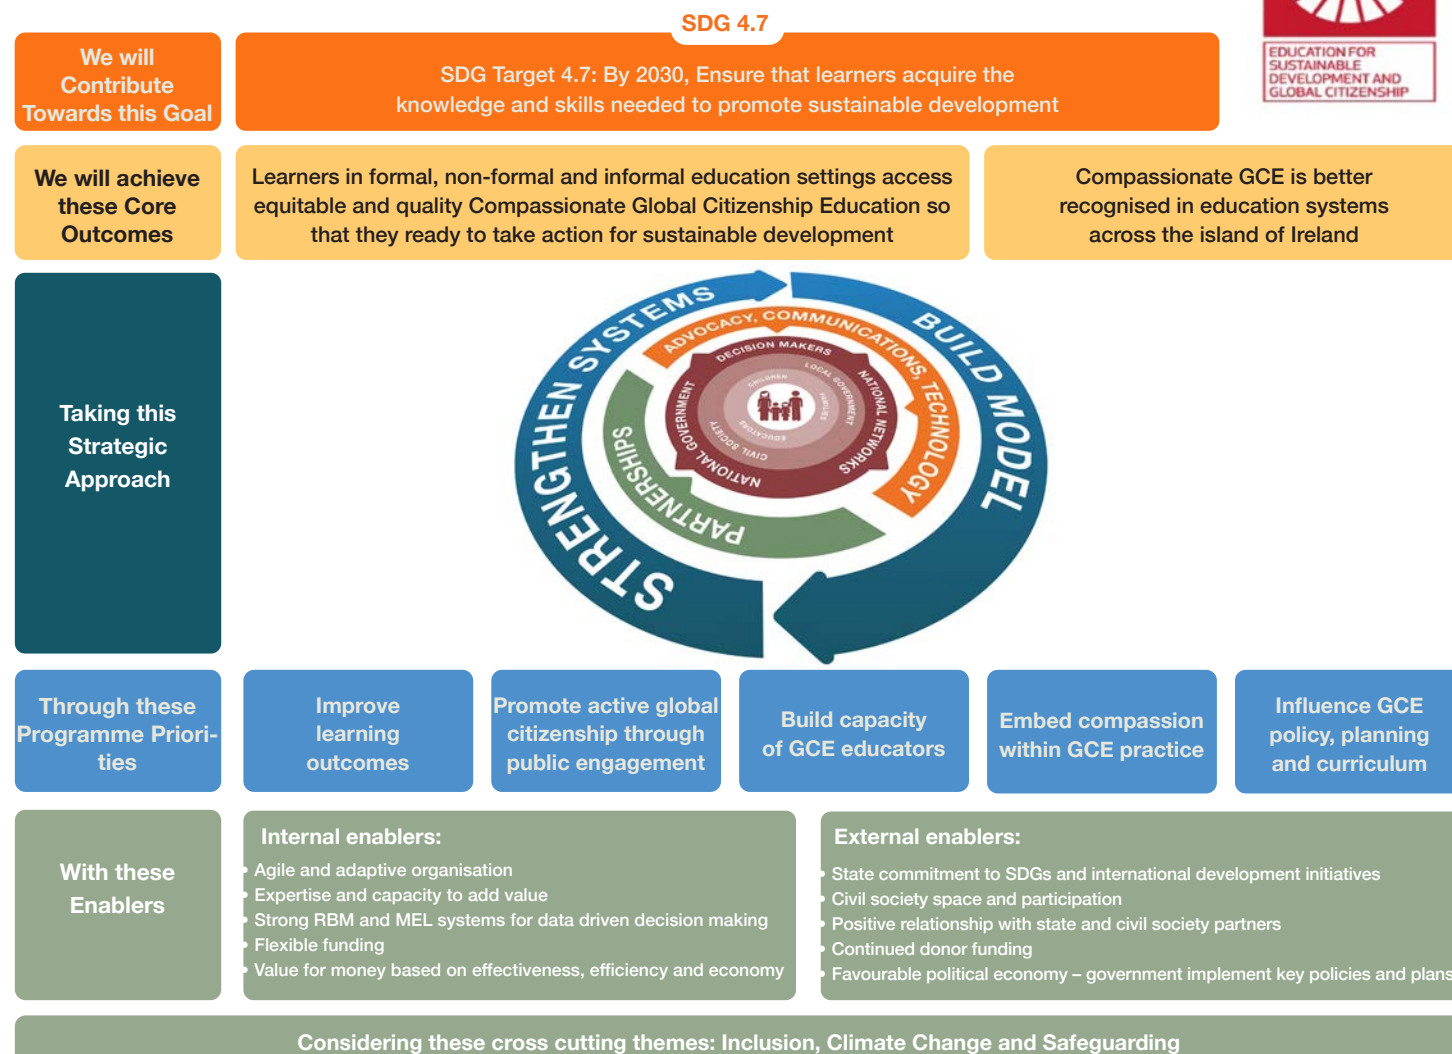 SDG 4.7
We will
Contribute
Towards this Goal
SDG Target 4.7: By 2030, Ensure that learners acquire the
knowledge and skills needed to promote sustainable development
EDUCATION FOR
SUSTAINABLE
DEVELOPMENT AND
GLOBAL CITIZENSHIP
We will achieve
these Core
Outcomes
Learners in formal, non-formal and informal education settings access
equitable and quality Compassionate Global Citizenship Education so
that they ready to take action for sustainable development
Compassionate GCE is better
recognised in education systems
across the island of Ireland
Taking this
Strategic
Approach
STRENGTHEN SYSTEMS
BUILD MODEL
ADVOCACY, COMMUNICATIONS, TECHNOLOGY
PARTNERSHIPS
DECISION MAKERS
NATIONAL NETWORKS
NATIONAL GOVERNMENT
LOCAL GOVERNMENT
CIVIL SOCIETY
CHILDREN
FAMILIES
EDUCATORS
Through these
Programme Priori-
ties
Improve
learning
outcomes
Promote active global
citizenship through
public engagement
Build capacity
of GCE educators
Embed compassion
within GCE practice
Influence GCE
policy, planning
and curriculum
With these
Enablers
Internal enablers:
• Agile and adaptive organisation
• Expertise and capacity to add value
• Strong RBM and MEL systems for data driven decision making
• Flexible funding
• Value for money based on effectiveness, efficiency and economy
External enablers:
• State commitment to SDGs and international development initiatives
• Civil society space and participation
• Positive relationship with state and civil society partners
• Continued donor funding
• Favourable political economy – government implement key policies and plans
Considering these cross cutting themes: Inclusion, Climate Change and Safeguarding